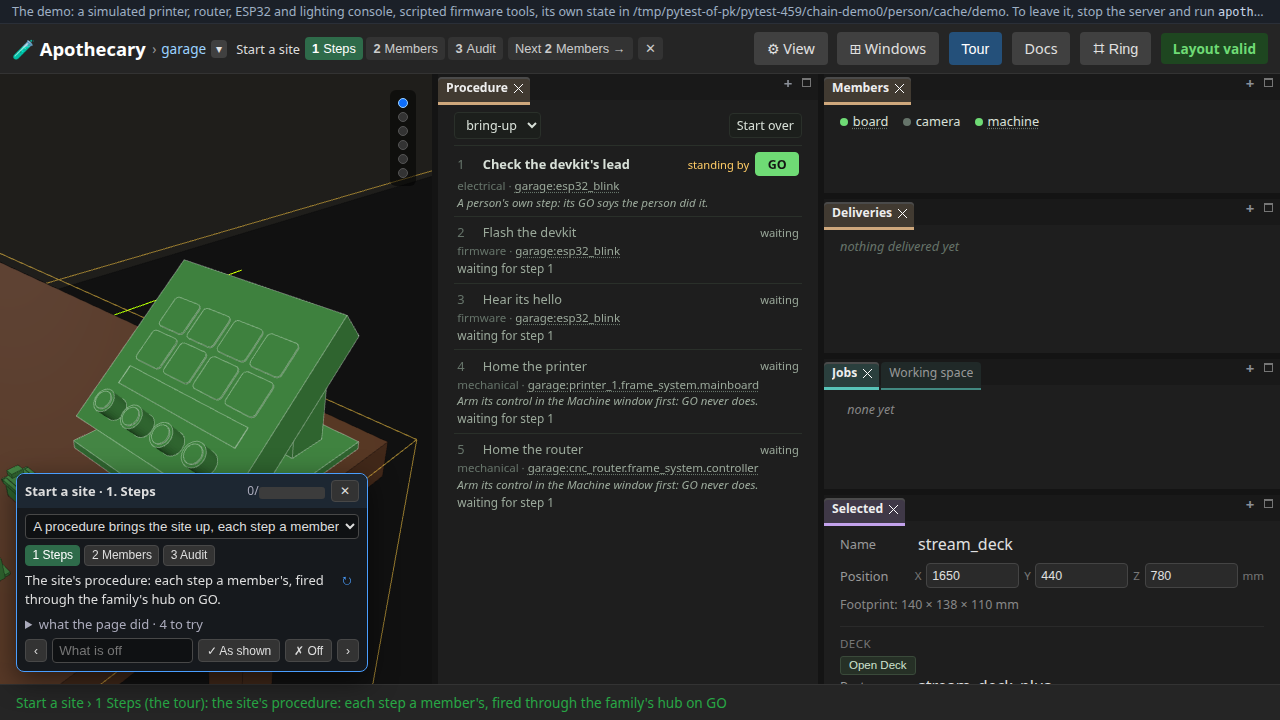 The demo: a simulated printer, router, ESP32 and lighting console, scripted firmware tools, its own state in /tmp/pytest-of-pk/pytest-459/chain-demo0/person/cache/demo. To leave it, stop the server and run apoth…
Apothecary › garage ▾ Start a site 1 Steps 2 Members 3 Audit Next 2 Members → ✕ View Windows Tour Docs Ring Layout valid
Procedure
bring-up Start over
1 Check the devkit's lead standing by GO
electrical · garage:esp32_blink
A person's own step: its GO says the person did it.
2 Flash the devkit waiting
firmware · garage:esp32_blink
waiting for step 1
3 Hear its hello waiting
firmware · garage:esp32_blink
waiting for step 1
4 Home the printer waiting
mechanical · garage:printer_1.frame_system.mainboard
Arm its control in the Machine window first: GO never does.
waiting for step 1
5 Home the router waiting
mechanical · garage:cnc_router.frame_system.controller
Arm its control in the Machine window first: GO never does.
waiting for step 1
Members
board camera machine
Deliveries
nothing delivered yet
Jobs Working space
none yet
Selected
Name stream_deck
Position X 1650 Y 440 Z 780 mm
Footprint: 140 × 138 × 110 mm
DECK
Open Deck
Start a site · 1. Steps 0/ ✕
A procedure brings the site up, each step a member
1 Steps 2 Members 3 Audit
The site's procedure: each step a member's, fired
through the family's hub on GO.
what the page did · 4 to try
‹ What is off ✓ As shown ✗ Off ›
Start a site › 1 Steps (the tour): the site's procedure: each step a member's, fired through the family's hub on GO